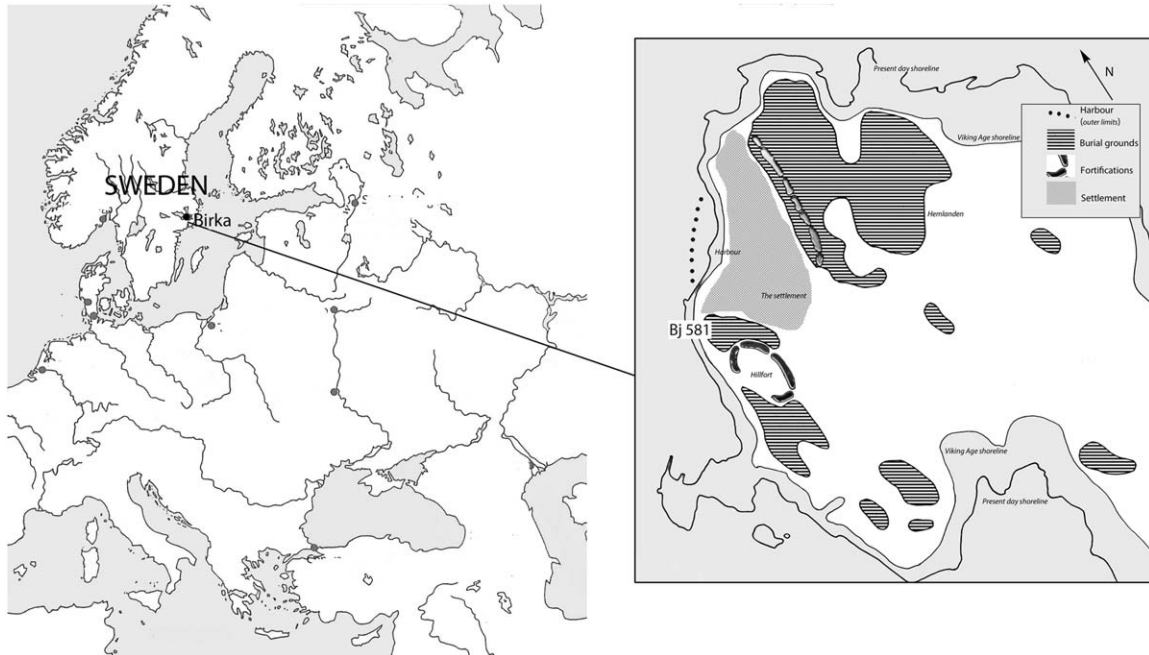 SWEDEN
Birka
Present day shoreline
N
Harbour
(outer limits)
Viking Age shoreline
Burial grounds
Fortifications
Settlement
Hemlanden
Harbour
The settlement
Bj 581
Hillfort
Viking Age shoreline
Present day shoreline